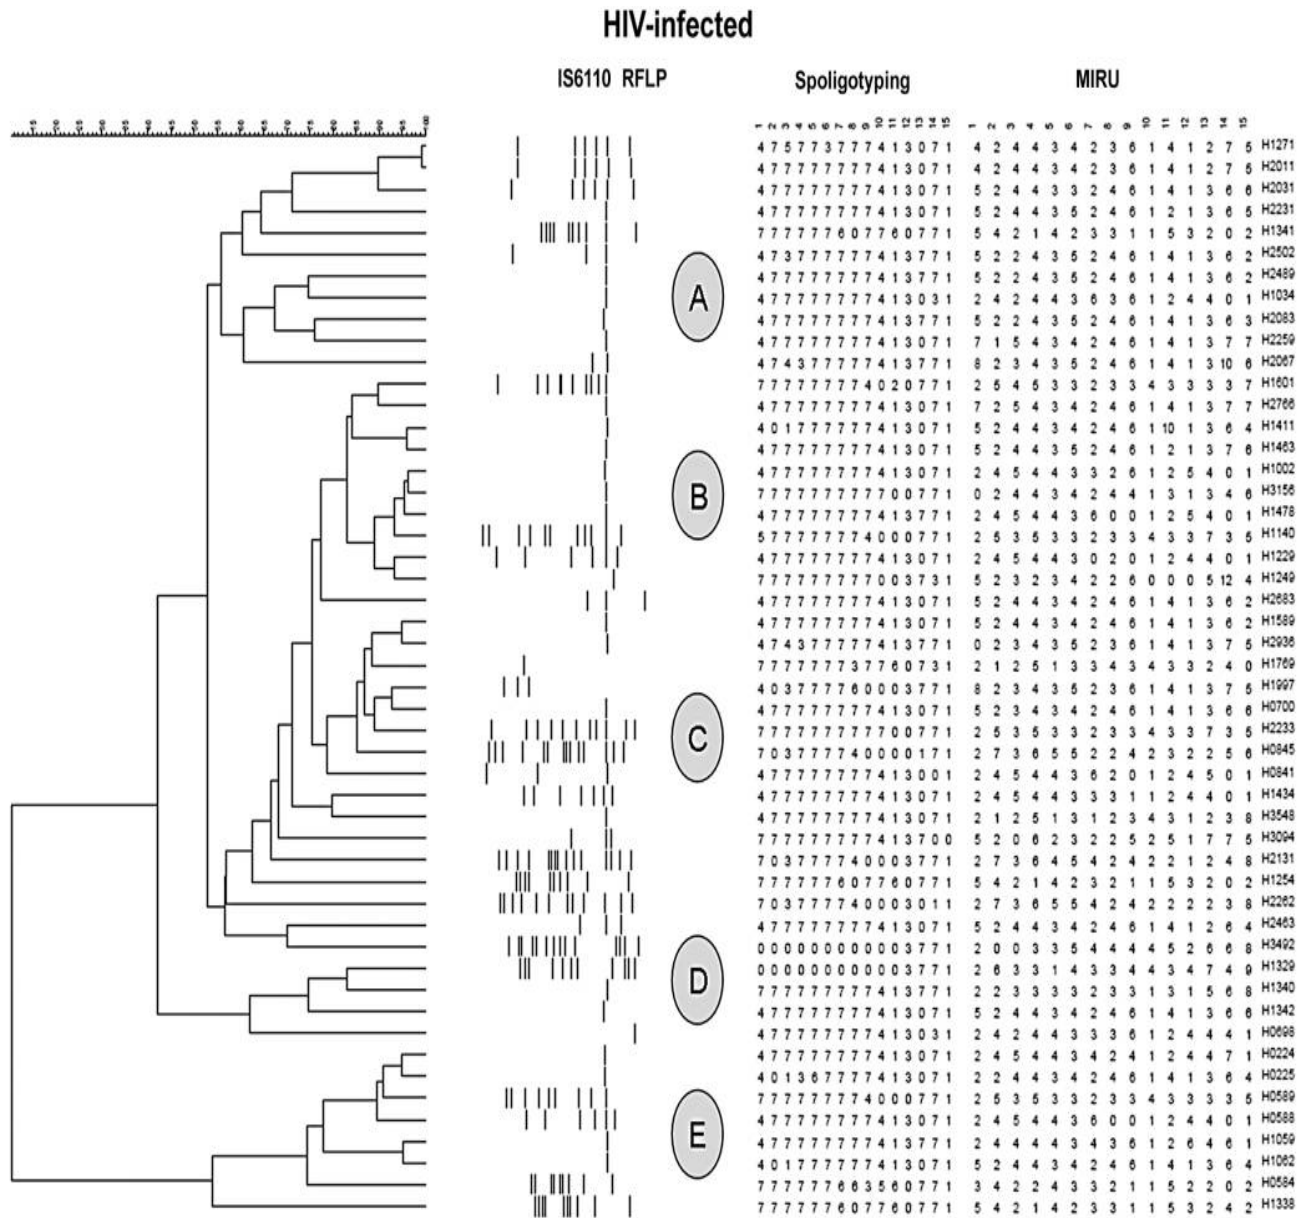 HIV-infected
IS6110 RFLP Spoligotyping MIRU
1 2 3 4 5 6 7 8 9 10 11 12 13 14 15 1 2 3 4 5 6 7 8 9 10 11 12 13 14 15
4 7 5 7 7 3 7 7 7 4 1 3 0 7 1 4 2 4 4 3 4 2 3 6 1 4 1 2 7 5 H1271
4 7 7 7 7 7 7 7 7 4 1 3 0 7 1 4 2 4 4 3 4 2 3 6 1 4 1 2 7 5 H2011
4 7 7 7 7 7 7 7 7 4 1 3 0 7 1 5 2 4 4 3 3 2 4 6 1 4 1 3 6 6 H2031
4 7 7 7 7 7 7 7 7 4 1 3 0 7 1 5 2 4 4 3 5 2 4 6 1 2 1 3 6 5 H2231
7 7 7 7 7 7 6 0 7 7 6 0 7 7 1 5 4 2 1 4 2 3 3 1 1 5 3 2 0 2 H1341
4 7 3 7 7 7 7 7 7 4 1 3 7 7 1 5 2 2 4 3 5 2 4 6 1 4 1 3 6 2 H2502
4 7 7 7 7 7 7 7 7 4 1 3 7 7 1 5 2 2 4 3 5 2 4 6 1 4 1 3 6 2 H2489
4 7 7 7 7 7 7 7 7 4 1 3 0 3 1 2 4 2 4 4 3 6 3 6 1 2 4 4 0 1 H1034
4 7 7 7 7 7 7 7 7 4 1 3 7 7 1 5 2 2 4 3 5 2 4 6 1 4 1 3 6 3 H2083
4 7 7 7 7 7 7 7 7 4 1 3 7 7 1 7 1 5 4 3 4 2 4 6 1 4 1 3 7 7 H2259
4 7 4 3 7 7 7 7 7 4 1 3 7 7 1 8 2 3 4 3 5 2 4 6 1 4 1 3 10 6 H2067
7 7 7 7 7 7 7 7 4 0 2 0 7 7 1 2 5 4 5 3 3 2 3 3 4 3 3 3 3 7 H1601
4 7 7 7 7 7 7 7 7 4 1 3 0 7 1 7 2 5 4 3 4 2 4 6 1 4 1 3 7 7 H2766
4 0 1 7 7 7 7 7 7 4 1 3 0 7 1 5 2 4 4 3 4 2 4 6 1 10 1 3 6 4 H1411
4 7 7 7 7 7 7 7 7 4 1 3 0 7 1 5 2 4 4 3 5 2 4 6 1 2 1 3 7 6 H1463
4 7 7 7 7 7 7 7 7 4 1 3 7 7 1 2 4 5 4 4 3 3 2 6 1 2 5 4 0 1 H1002
7 7 7 7 7 7 7 7 7 7 0 0 7 7 1 0 2 4 4 3 4 2 4 4 1 3 1 3 4 6 H3156
4 7 7 7 7 7 7 7 7 4 1 3 7 7 1 2 4 5 4 4 3 6 0 0 1 2 5 4 0 1 H1478
5 7 7 7 7 7 7 7 4 0 0 0 7 7 1 2 5 3 5 3 3 2 3 3 4 3 3 7 3 5 H1140
4 7 7 7 7 7 7 7 7 4 1 3 0 7 1 2 4 5 4 4 3 0 2 0 1 2 4 4 0 1 H1229
7 7 7 7 7 7 7 7 7 0 0 3 7 3 1 5 2 3 2 3 4 2 2 6 0 0 0 5 12 4 H1249
4 7 7 7 7 7 7 7 7 4 1 3 0 7 1 5 2 4 4 3 4 2 4 6 1 4 1 3 6 2 H2683
4 7 7 7 7 7 7 7 7 4 1 3 7 7 1 5 2 4 4 3 4 2 4 6 1 4 1 3 6 2 H1589
4 7 4 3 7 7 7 7 7 4 1 3 7 7 1 0 2 3 4 3 5 2 3 6 1 4 1 3 7 5 H2936
7 7 7 7 7 7 7 3 7 7 6 0 7 3 1 2 1 2 5 1 3 3 4 3 4 3 3 2 4 0 H1769
4 0 3 7 7 7 7 6 0 0 0 3 7 7 1 8 2 3 4 3 5 2 3 6 1 4 1 3 7 5 H1997
4 7 7 7 7 7 7 7 7 4 1 3 0 7 1 5 2 3 4 3 4 2 4 6 1 4 1 3 6 6 H0700
7 7 7 7 7 7 7 7 4 0 0 0 7 7 1 2 5 3 5 3 3 2 3 3 4 3 3 7 3 5 H2233
7 0 3 7 7 7 7 4 0 0 0 0 1 7 1 2 7 3 6 5 5 2 2 4 2 3 2 2 5 6 H0845
4 7 7 7 7 7 7 7 7 4 1 3 0 0 1 2 4 5 4 4 3 6 2 0 1 2 4 5 0 1 H0841
4 7 7 7 7 7 7 7 7 4 1 3 0 7 1 2 4 5 4 4 3 3 3 1 1 2 4 4 0 1 H1434
4 7 7 7 7 7 7 7 7 4 1 3 7 7 1 2 1 2 5 1 3 1 2 3 4 3 1 2 3 8 H3548
7 7 7 7 7 7 7 7 7 4 1 3 7 0 0 5 2 0 6 2 3 2 2 5 2 5 1 7 7 5 H3094
7 0 3 7 7 7 7 4 0 0 0 3 7 7 1 2 7 3 6 4 5 4 2 4 2 2 1 2 4 8 H2131
7 7 7 7 7 7 6 0 7 7 6 0 7 7 1 5 4 2 1 4 2 3 2 1 1 5 3 2 0 2 H1254
7 0 3 7 7 7 7 4 0 0 0 3 0 1 1 2 7 3 6 5 5 4 2 4 2 2 2 2 3 8 H2262
4 7 7 7 7 7 7 7 7 4 1 3 0 7 1 5 2 4 4 3 4 2 4 6 1 4 1 2 6 4 H2463
0 0 0 0 0 0 0 0 0 0 0 3 7 7 1 2 0 0 3 3 5 4 4 4 4 5 2 6 6 8 H3492
0 0 0 0 0 0 0 0 0 0 0 3 7 7 1 2 6 3 3 1 4 3 3 4 4 3 4 7 4 9 H1329
7 7 7 7 7 7 7 7 7 4 1 3 7 7 1 2 2 3 3 3 3 2 3 3 1 3 1 5 6 8 H1340
4 7 7 7 7 7 7 7 7 4 1 3 7 7 1 5 2 4 4 3 4 2 4 6 1 4 1 3 6 6 H1342
4 7 7 7 7 7 7 7 7 4 1 3 0 3 1 2 4 2 4 4 3 3 3 6 1 2 4 4 4 1 H0698
4 7 7 7 7 7 7 7 7 4 1 3 0 7 1 2 4 5 4 4 3 4 2 4 1 2 4 4 7 1 H0224
4 0 1 3 6 7 7 7 7 4 1 3 0 7 1 2 2 4 4 3 4 2 4 6 1 4 1 3 6 4 H0225
7 7 7 7 7 7 7 7 4 0 0 0 7 7 1 2 5 3 5 3 3 2 3 3 4 3 3 3 3 5 H0589
4 7 7 7 7 7 7 7 7 4 1 3 0 7 1 2 4 5 4 4 3 6 0 0 1 2 4 4 0 1 H0588
4 7 7 7 7 7 7 7 7 4 1 3 7 7 1 2 4 4 4 4 3 4 3 6 1 2 6 4 6 1 H1059
4 0 1 7 7 7 7 7 7 4 1 3 0 7 1 5 2 4 4 3 4 2 4 6 1 4 1 3 6 4 H1062
7 7 7 7 7 7 6 6 3 5 6 0 7 7 1 3 4 2 2 4 3 3 2 1 1 5 2 2 0 2 H0584
7 7 7 7 7 7 6 0 7 7 6 0 7 7 1 5 4 2 1 4 2 3 3 1 1 5 3 2 4 2 H1338
A
B
C
D
E